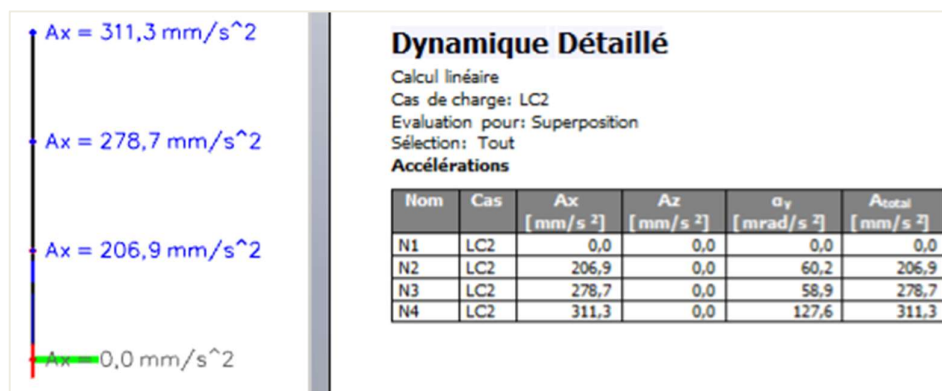 Ax = 311,3 mm/s^2
Ax = 278,7 mm/s^2
Ax = 206,9 mm/s^2
Ax = 0,0 mm/s^2
Dynamique Détaillé
Calcul linéaire
Cas de charge: LC2
Evaluation pour: Superposition
Sélection: Tout
Accélérations
Nom Cas Ax [mm/s ²] Az [mm/s ²] αy [mrad/s ²] Atotal [mm/s ²]
N1 LC2 0,0 0,0 0,0 0,0
N2 LC2 206,9 0,0 60,2 206,9
N3 LC2 278,7 0,0 58,9 278,7
N4 LC2 311,3 0,0 127,6 311,3